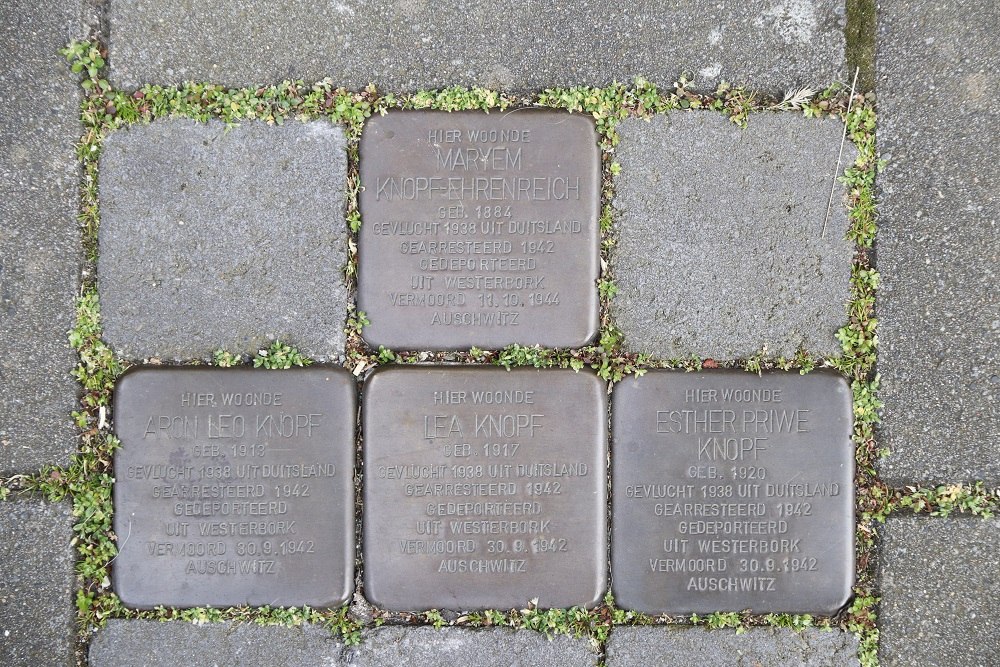 HIER WOONDE
MARYEM
KNOPF-EHRENREICH
GEB. 1884
GEVLUCHT 1938 UIT DUITSLAND
GEARRESTEERD 1942
GEDEPORTEERD
UIT WESTERBORK
VERMOORD 11.10.1944
AUSCHWITZ
HIER WOONDE
ARON LEO KNOPF
GEB. 1913
GEVLUCHT 1938 UIT DUITSLAND
GEARRESTEERD 1942
GEDEPORTEERD
UIT WESTERBORK
VERMOORD 30.9.1942
AUSCHWITZ
HIER WOONDE
LEA KNOPF
GEB. 1917
GEVLUCHT 1938 UIT DUITSLAND
GEARRESTEERD 1942
GEDEPORTEERD
UIT WESTERBORK
VERMOORD 30.9.1942
AUSCHWITZ
HIER WOONDE
ESTHER PRIWE
KNOPF
GEB. 1920
GEVLUCHT 1938 UIT DUITSLAND
GEARRESTEERD 1942
GEDEPORTEERD
UIT WESTERBORK
VERMOORD 30.9.1942
AUSCHWITZ